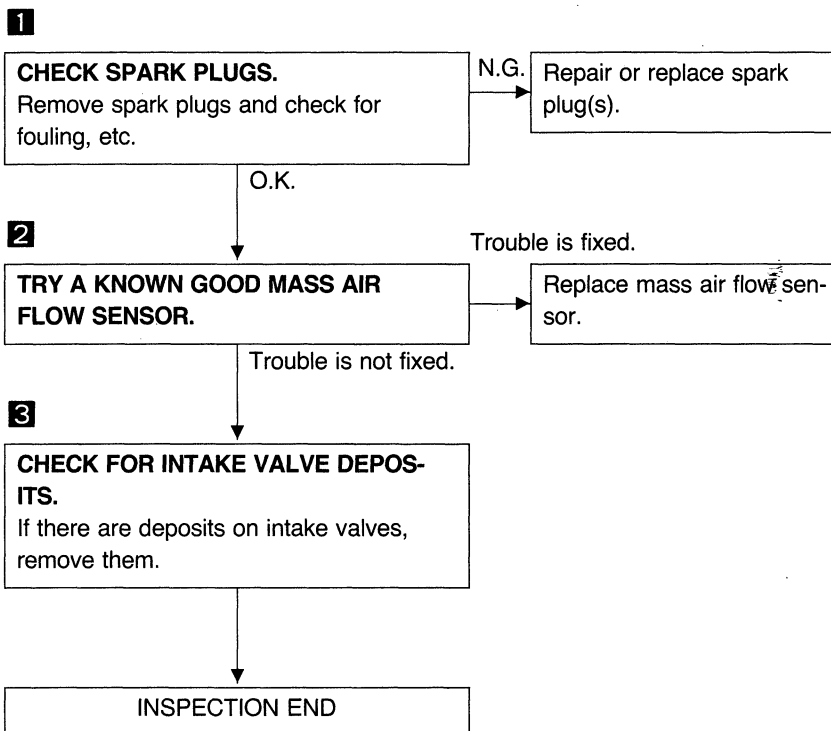 1
CHECK SPARK PLUGS.
Remove spark plugs and check for
fouling, etc.
N.G.
Repair or replace spark
plug(s).
O.K.
2
TRY A KNOWN GOOD MASS AIR
FLOW SENSOR.
Trouble is fixed.
Replace mass air flow sen-
sor.
Trouble is not fixed.
3
CHECK FOR INTAKE VALVE DEPOS-
ITS.
If there are deposits on intake valves,
remove them.
INSPECTION END